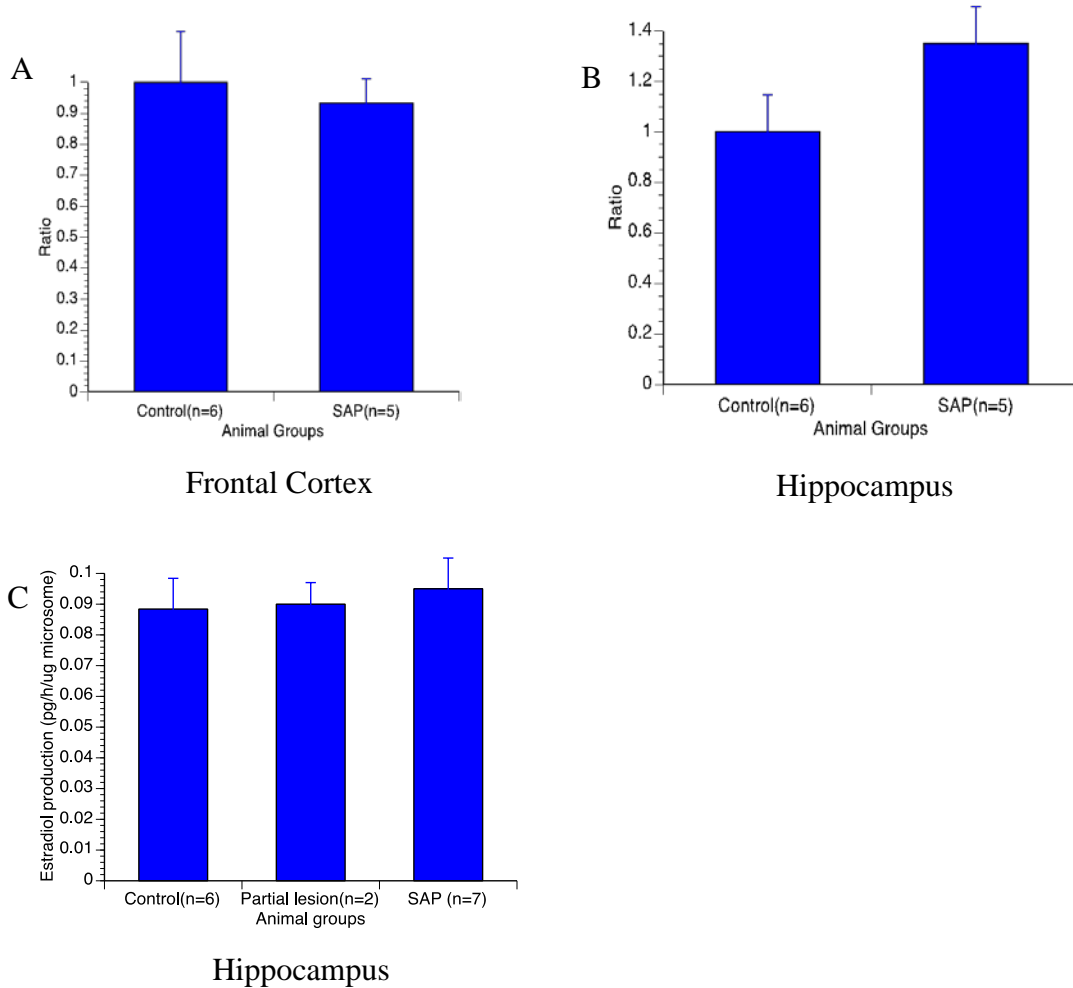 A
Ratio
1
0.9
0.8
0.7
0.6
0.5
0.4
0.3
0.2
0.1
0
Control(n=6) SAP(n=5)
Animal Groups
Frontal Cortex
B
Ratio
1.4
1.2
1
0.8
0.6
0.4
0.2
0
Control(n=6) SAP(n=5)
Animal Groups
Hippocampus
C
Estradiol production (pg/h/ug microsome)
0.1
0.09
0.08
0.07
0.06
0.05
0.04
0.03
0.02
0.01
0
Control(n=6) Partial lesion(n=2) SAP (n=7)
Animal groups
Hippocampus